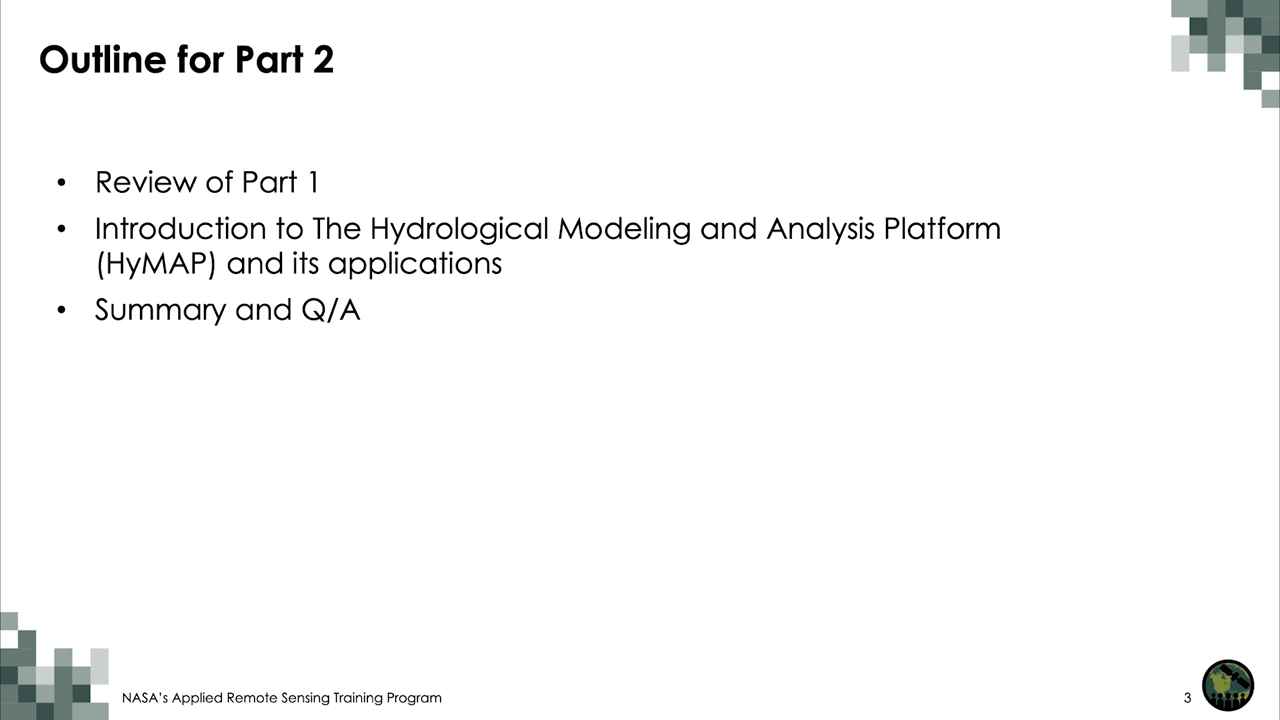 Outline for Part 2
• Review of Part 1
• Introduction to The Hydrological Modeling and Analysis Platform
(HyMAP) and its applications
• Summary and Q/A
NASA's Applied Remote Sensing Training Program
3